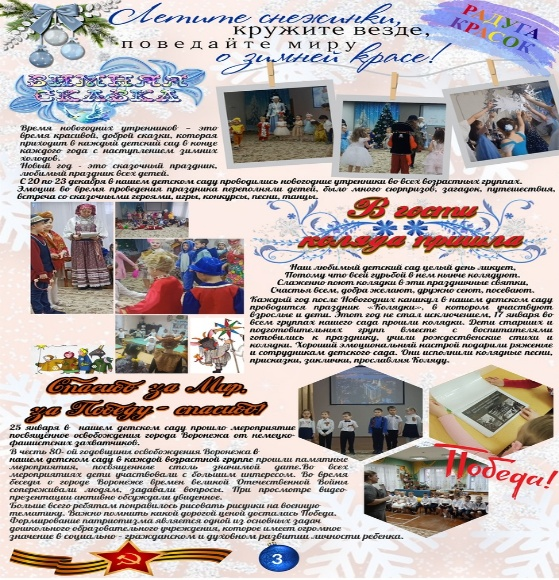 Летите снежинки,
кружите везде,
поведайте миру
о зимней красе!
РАДУГА
КРАСОК
ЗИМНЯЯ
СКАЗКА
Время новогодних утренников – это
время красивой, доброй сказки, которая
приходит в каждый детский сад в конце
каждого года с наступлением зимних
холодов.
Новый год – это сказочный праздник,
любимый праздник всех детей.
С 20 по 23 декабря в нашем детском саду проводились новогодние утренники во всех возрастных группах.
Эмоции во время проведения праздника переполняли детей, было много сюрпризов, загадок, путешествия,
встреча со сказочными героями, игры, конкурсы, песни, танцы.
В гости
коляда пришла
Наш любимый детский сад целый день ликует,
Потому что всей гурьбой в нем нынче колядуют.
Слаженно поют колядки в эти праздничные святки,
Счастья всем, добра желают, дружно сеют, посевают.
Каждый год после Новогодних каникул в нашем детском саду
проводится праздник «Колядки», в котором участвуют
взрослые и дети. Этот год не стал исключением, 17 января во
всем группах нашего сада прошли колядки. Дети старших и
подготовительных групп вместе с воспитателями
готовились к празднику, учили рождественские стихи и
колядки. Хороший эмоциональный настрой подарили ряженые
и сотрудникам детского сада. Они исполнили колядные песни,
присказки, заклички, прославляя Коляду.
Спасибо за Мир,
за Победу – спасибо!
25 января в нашем детском саду прошло мероприятие
посвящённое освобождения города Воронежа от немецко-
фашистских захватчиков.
В честь 80-ой годовщины освобождения Воронежа в
нашем детском саду в каждой возрастной группе прошли памятные
мероприятия, посвященные столь значимой дате. Во всех
мероприятиях дети участвовали с большим интересом. Во время
беседы о городе Воронеже времен великой Отечественной Войны
сопереживали людям, задавали вопросы. При просмотре видео-
презентации активно обсуждали увиденное.
Больше всего ребятам понравилось рисовать рисунки на военную
тематику. Важно помнить какой дорогой ценой досталась Победа.
Формирование патриотизма является одной из основных задач
дошкольного образовательного учреждения, которое имеет огромное
значение в социально – гражданском и духовном развитии личности ребенка.
Победа!
3